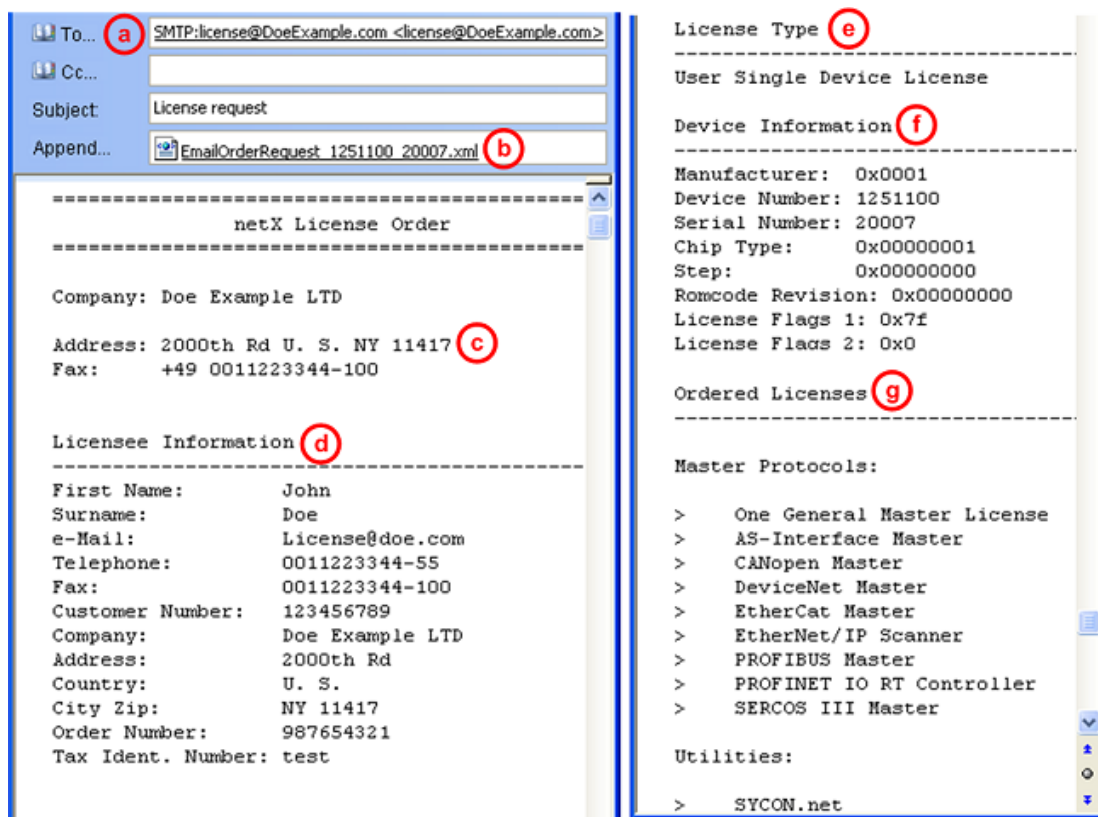 To... a SMTP:license@DoeExample.com <license@DoeExample.com>
Cc...
Subject: License request
Append... EmailOrderRequest_1251100_20007.xml b
==============================================
netX License Order
==============================================
Company: Doe Example LTD
Address: 2000th Rd U. S. NY 11417 c
Fax: +49 0011223344-100
Licensee Information d
----------------------------------------------
First Name: John
Surname: Doe
e-Mail: License@doe.com
Telephone: 0011223344-55
Fax: 0011223344-100
Customer Number: 123456789
Company: Doe Example LTD
Address: 2000th Rd
Country: U. S.
City Zip: NY 11417
Order Number: 987654321
Tax Ident. Number: test
License Type e
----------------------------------
User Single Device License
Device Information f
----------------------------------
Manufacturer: 0x0001
Device Number: 1251100
Serial Number: 20007
Chip Type: 0x00000001
Step: 0x00000000
Romcode Revision: 0x00000000
License Flags 1: 0x7f
License Flags 2: 0x0
Ordered Licenses g
----------------------------------
Master Protocols:
> One General Master License
> AS-Interface Master
> CANopen Master
> DeviceNet Master
> EtherCat Master
> EtherNet/IP Scanner
> PROFIBUS Master
> PROFINET IO RT Controller
> SERCOS III Master
Utilities:
> SYCON.net